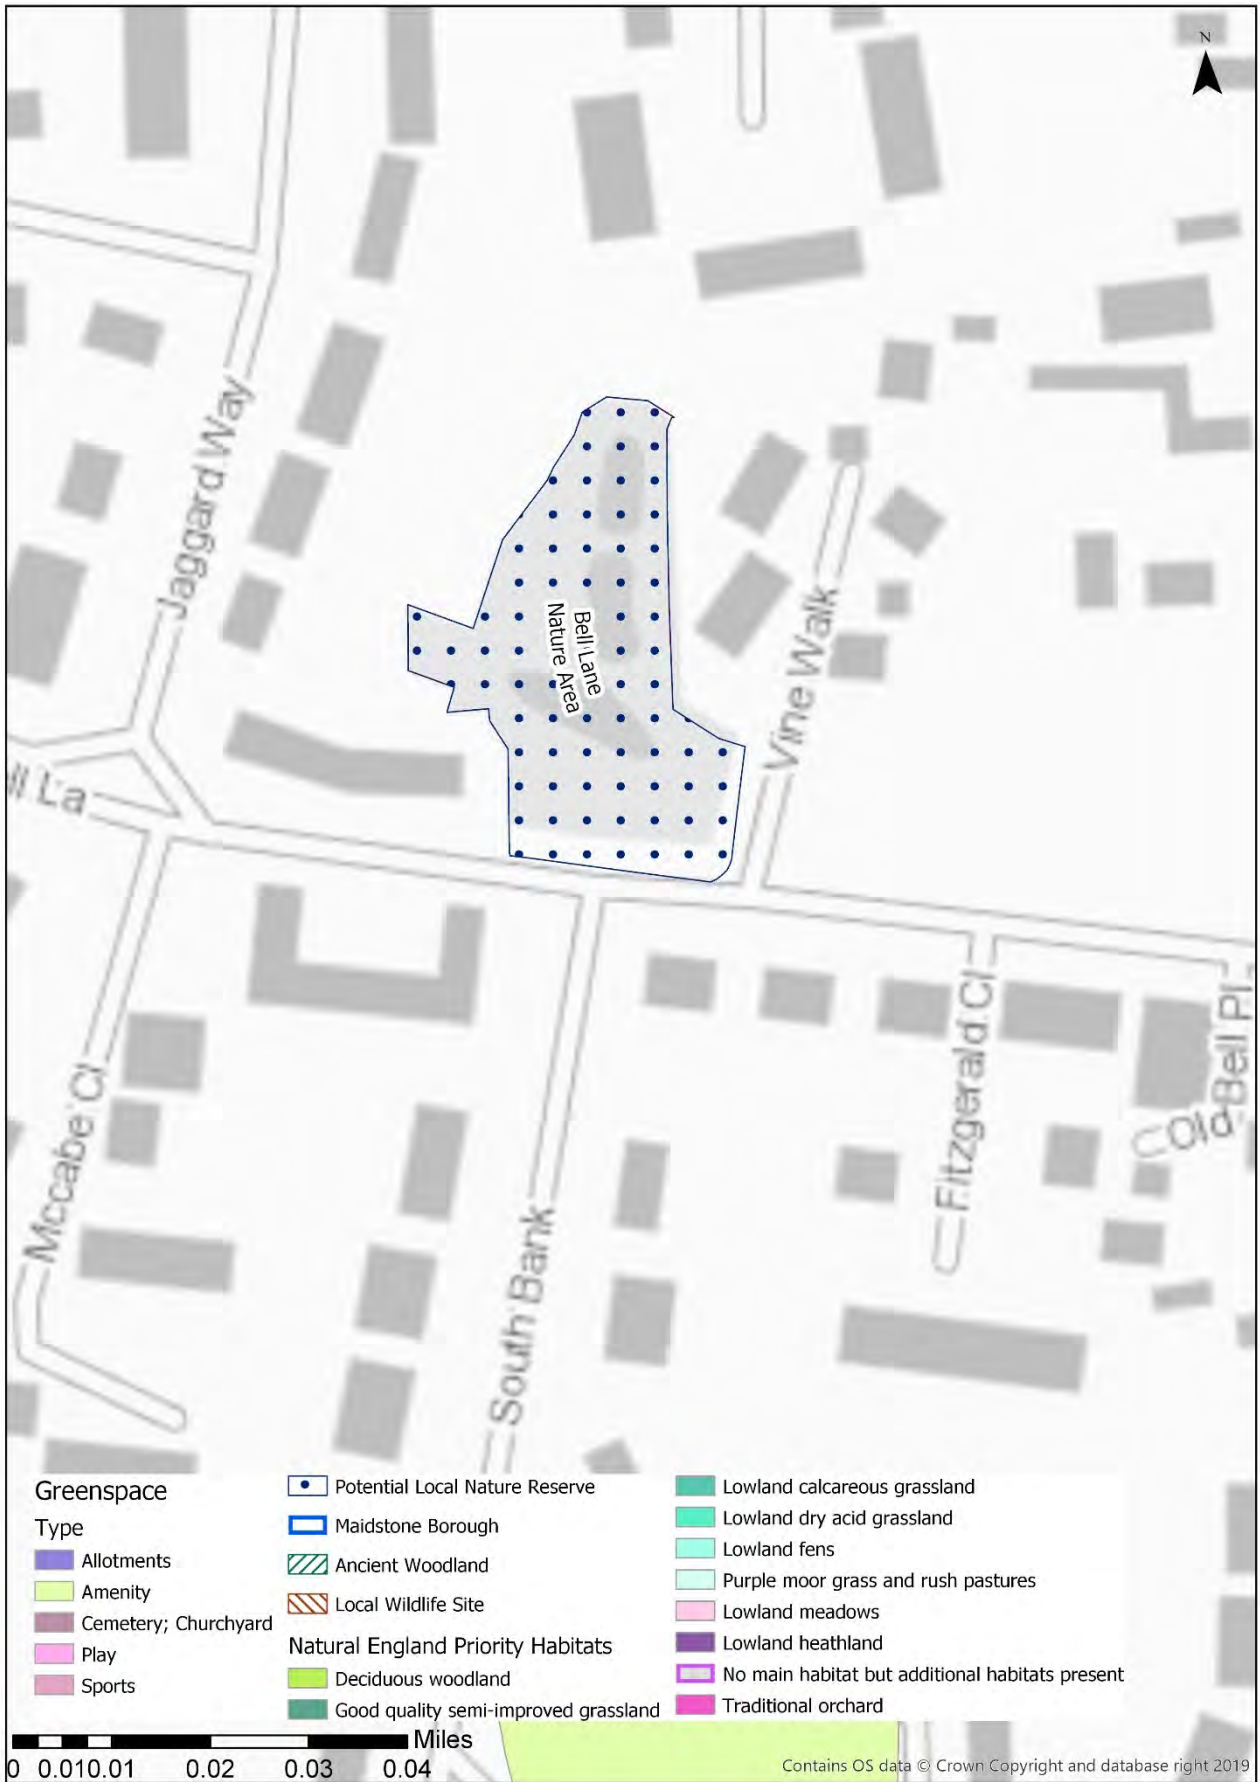 N
Jaggard Way
Bell Lane
Nature Area
Vine Walk
ll La
Mccabe Cl
South Bank
Fitzgerald Cl
Old Bell Pl
Greenspace
Type
Allotments
Amenity
Cemetery; Churchyard
Play
Sports
Potential Local Nature Reserve
Maidstone Borough
Ancient Woodland
Local Wildlife Site
Natural England Priority Habitats
Deciduous woodland
Good quality semi-improved grassland
Lowland calcareous grassland
Lowland dry acid grassland
Lowland fens
Purple moor grass and rush pastures
Lowland meadows
Lowland heathland
No main habitat but additional habitats present
Traditional orchard
Miles
0 0.010.01 0.02 0.03 0.04
Contains OS data © Crown Copyright and database right 2019